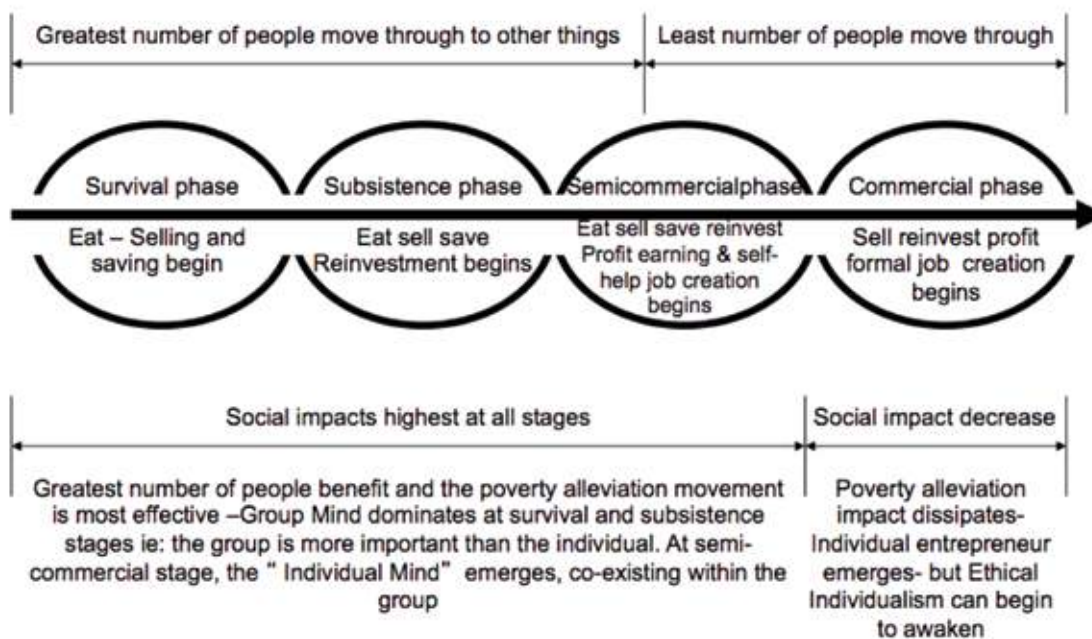 Greatest number of people move through to other things
Least number of people move through
Survival phase
Subsistence phase
Semicommercialphase
Commercial phase
Eat – Selling and
saving begin
Eat sell save
Reinvestment begins
Eat sell save reinvest
Profit earning & self-
help job creation
begins
Sell reinvest profit
formal job creation
begins
Social impacts highest at all stages
Social impact decrease
Greatest number of people benefit and the poverty alleviation movement
is most effective –Group Mind dominates at survival and subsistence
stages ie: the group is more important than the individual. At semi-
commercial stage, the “ Individual Mind” emerges, co-existing within the
group
Poverty alleviation
impact dissipates-
Individual entrepreneur
emerges- but Ethical
Individualism can begin
to awaken